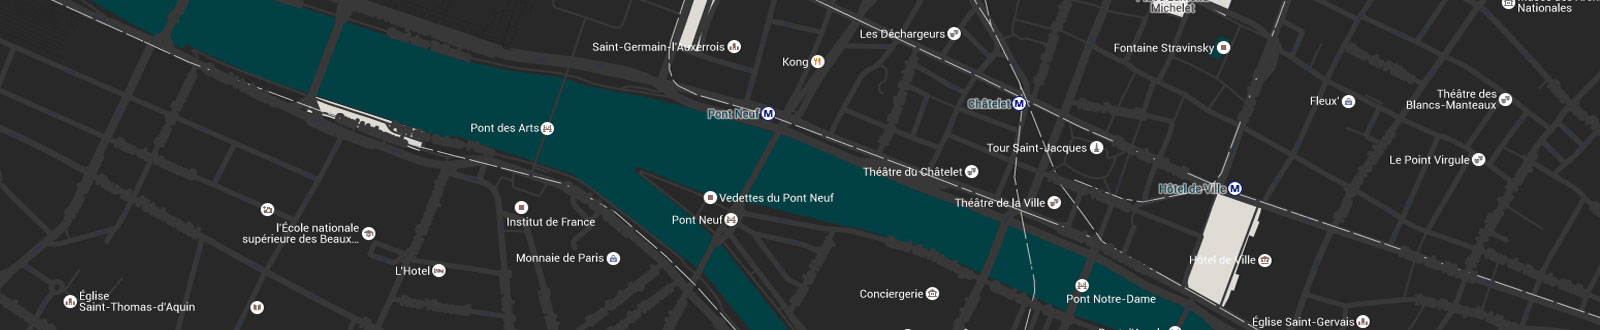 Michelet
Nationales
Les Déchargeurs
Saint-Germain-l'Auxerrois
Fontaine Stravinsky
Kong
Théâtre des
Blancs-Manteaux
Fleux'
Châtelet
Pont Neuf
Pont des Arts
Tour Saint-Jacques
Le Point Virgule
Théâtre du Châtelet
Hôtel de Ville
Vedettes du Pont Neuf
Théâtre de la Ville
Institut de France
Pont Neuf
l'École nationale
supérieure des Beaux...
Monnaie de Paris
Hôtel de Ville
L'Hotel
Conciergerie
Pont Notre-Dame
Église
Saint-Thomas-d'Aquin
Église Saint-Gervais